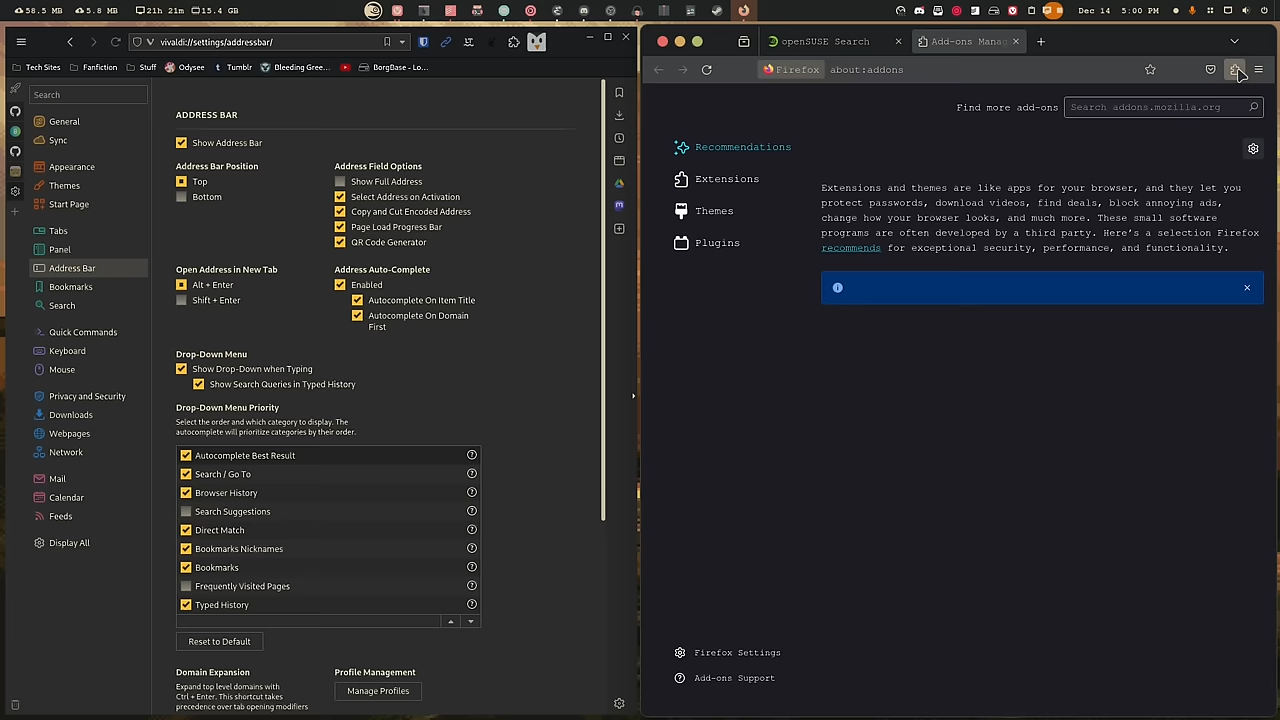 58.5 M
5.8 M
21h 21m
15.4 G
Dec 14
5:00 PM
vivaldi://settings/addressbar/
Tech Sites
Fanfiction
Stuff
Odysee
Tumblr
Bleeding Gree...
BorgBase - Lo...
Search
General
Sync
Appearance
Themes
Start Page
Tabs
Panel
Address Bar
Bookmarks
Search
Quick Commands
Keyboard
Mouse
Privacy and Security
Downloads
Webpages
Network
Mail
Calendar
Feeds
Display All
ADDRESS BAR
Show Address Bar
Address Bar Position
Top
Bottom
Address Field Options
Show Full Address
Select Address on Activation
Copy and Cut Encoded Address
Page Load Progress Bar
QR Code Generator
Open Address in New Tab
Alt + Enter
Shift + Enter
Address Auto-Complete
Enabled
Autocomplete On Item Title
Autocomplete On Domain
First
Drop-Down Menu
Show Drop-Down when Typing
Show Search Queries in Typed History
Drop-Down Menu Priority
Select the order and which category to display. The
autocomplete will prioritize categories by their order.
Autocomplete Best Result
Search / Go To
Browser History
Search Suggestions
Direct Match
Bookmarks Nicknames
Bookmarks
Frequently Visited Pages
Typed History
Reset to Default
Domain Expansion
Expand top level domains with
Ctrl + Enter. This shortcut takes
precedence over tab opening modifiers
Profile Management
Manage Profiles
openSUSE Search
Add-ons Manag
Firefox
about:addons
Find more add-ons
Search addons.mozilla.org
Recommendations
Extensions
Themes
Plugins
Extensions and themes are like apps for your browser, and they let you
protect passwords, download videos, find deals, block annoying ads,
change how your browser looks, and much more. These small software
programs are often developed by a third party. Here's a selection Firefox
recommends for exceptional security, performance, and functionality.
Firefox Settings
Add-ons Support